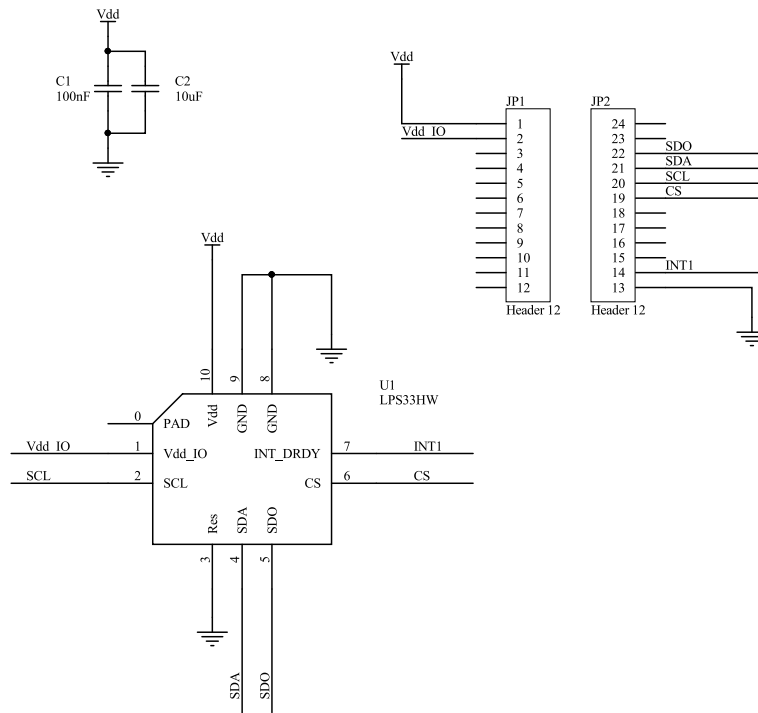 Vdd
C1
100nF
C2
10uF
Vdd
Vdd_IO
JP1
1
2
3
4
5
6
7
8
9
10
11
12
Header 12
JP2
24
23
22
21
20
19
18
17
16
15
14
13
Header 12
SDO
SDA
SCL
CS
INT1
Vdd
10
9
8
U1
LPS33HW
0
PAD
Vdd
GND
GND
Vdd_IO
1
Vdd_IO
INT_DRDY
7
INT1
SCL
2
SCL
CS
6
CS
Res
SDA
SDO
3
4
5
SDA
SDO